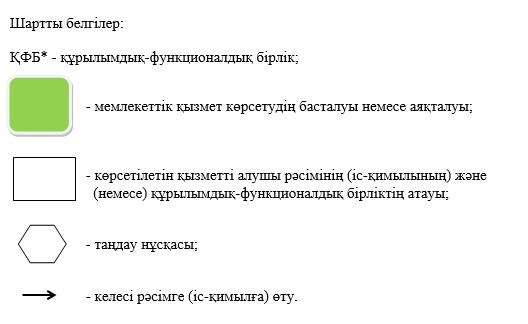 Шартты белгілер:
ҚФБ* - құрылымдық-функционалдық бірлік;
- мемлекеттік қызмет көрсетудің басталуы немесе аяқталуы;
- көрсетілетін қызметті алушы рәсімінің (іс-қимылының) және
(немесе) құрылымдық-функционалдық бірліктің атауы;
- таңдау нұсқасы;
- келесі рәсімге (іс-қимылға) өту.